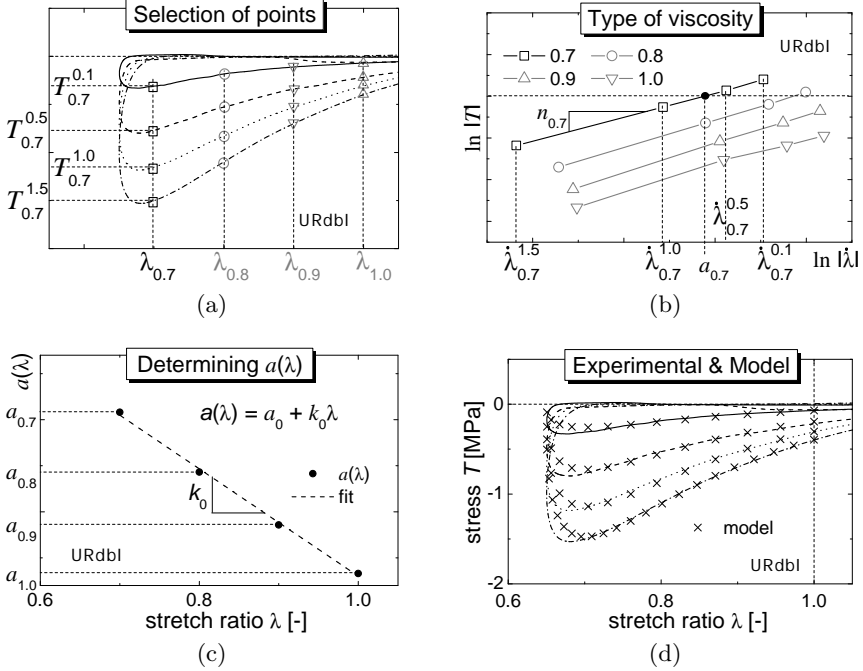 Selection of points
T₀.₇^0.1
T₀.₇^0.5
T₀.₇^1.0
T₀.₇^1.5
URdbl
λ₀.₇ λ₀.₈ λ₀.₉ λ₁.₀
(a)
Type of viscosity
URdbl
0.7 0.8
0.9 1.0
ln |T|
n₀.₇
λ̇₀.₇^0.5
λ̇₀.₇^1.5 λ̇₀.₇^1.0 a₀.₇ λ̇₀.₇^0.1 ln |λ̇|
(b)
Determining a(λ)
a(λ)
a₀.₇
a₀.₈
a₀.₉
a₁.₀
a(λ) = a₀ + k₀λ
k₀
a(λ)
fit
URdbl
0.6 0.8 1.0
stretch ratio λ [-]
(c)
Experimental & Model
stress T [MPa]
0
-1
-2
model
URdbl
0.6 0.8 1.0
stretch ratio λ [-]
(d)